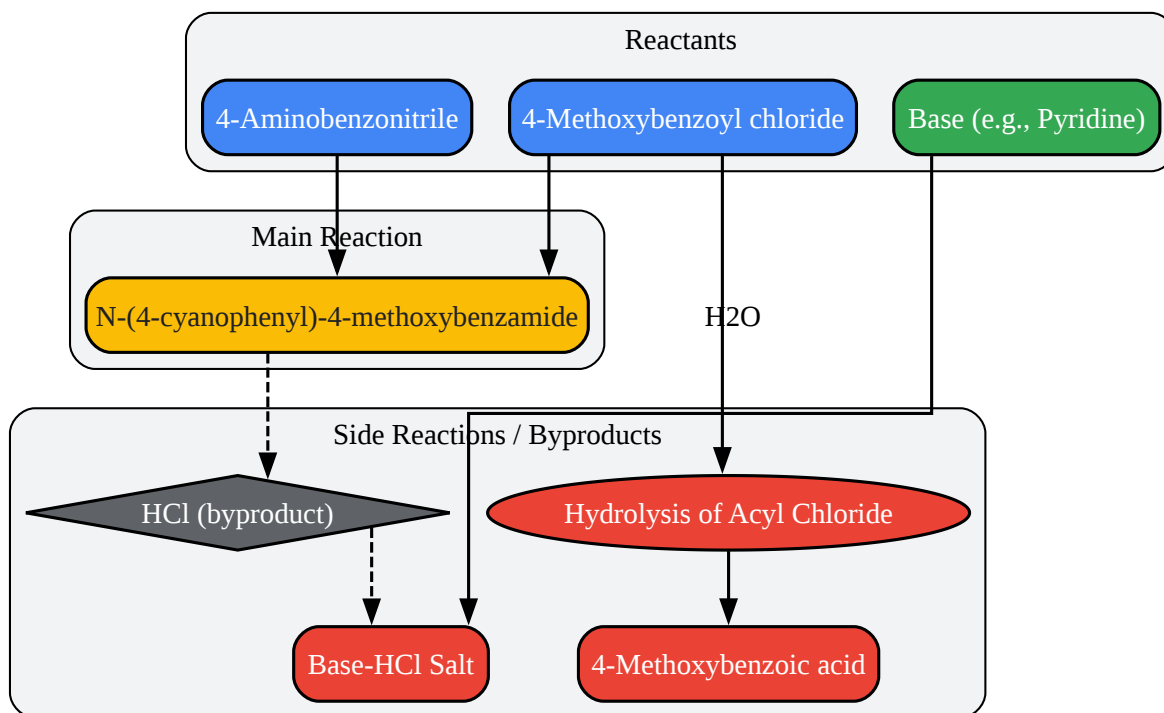 Reactants
4-Aminobenzonitrile
4-Methoxybenzoyl chloride
Base (e.g., Pyridine)
Main Reaction
N-(4-cyanophenyl)-4-methoxybenzamide
H2O
Side Reactions / Byproducts
HCl (byproduct)
Hydrolysis of Acyl Chloride
Base-HCl Salt
4-Methoxybenzoic acid